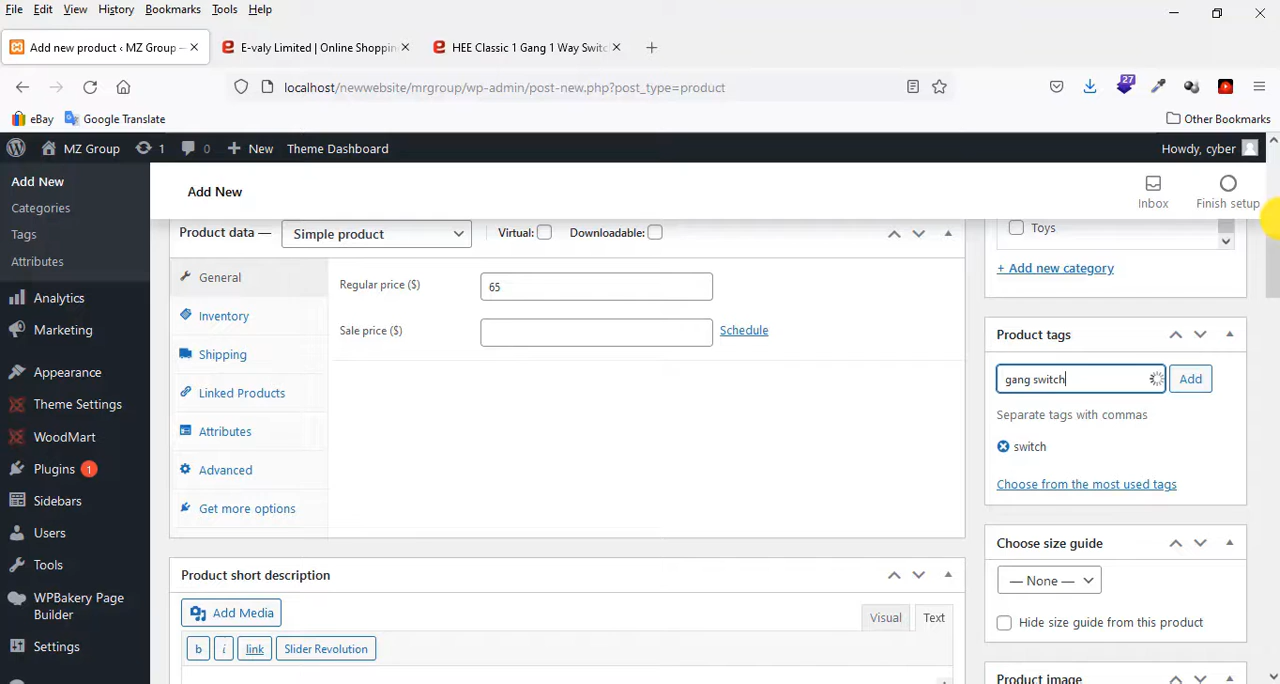 File Edit View History Bookmarks Tools Help
Add new product ‹ MZ Group —
E-valy Limited | Online Shoppin
HEE Classic 1 Gang 1 Way Swit
localhost/newwebsite/mrgroup/wp-admin/post-new.php?post_type=product
27
eBay
Google Translate
Other Bookmarks
MZ Group 1 0 New Theme Dashboard
Howdy, cyber
Add New
Categories
Tags
Attributes
Analytics
Marketing
Appearance
Theme Settings
WoodMart
Plugins 1
Sidebars
Users
Tools
WPBakery Page
Builder
Settings
Add New
Inbox
Finish setup
Product data — Simple product Virtual: Downloadable:
General
Inventory
Shipping
Linked Products
Attributes
Advanced
Get more options
Regular price ($) 65
Sale price ($) Schedule
Product short description
Add Media
Visual Text
b i link Slider Revolution
Toys
+ Add new category
Product tags
gang switch Add
Separate tags with commas
switch
Choose from the most used tags
Choose size guide
— None —
Hide size guide from this product
Product image